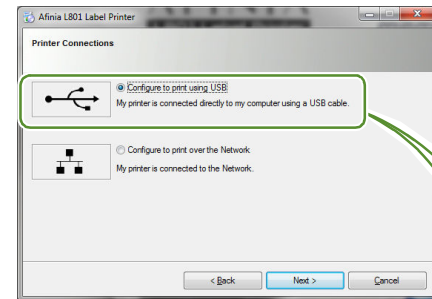 Afinia L801 Label Printer
Printer Connections
Configure to print using USB
My printer is connected directly to my computer using a USB cable.
Configure to print over the Network
My printer is connected to the Network.
< Back Next > Cancel